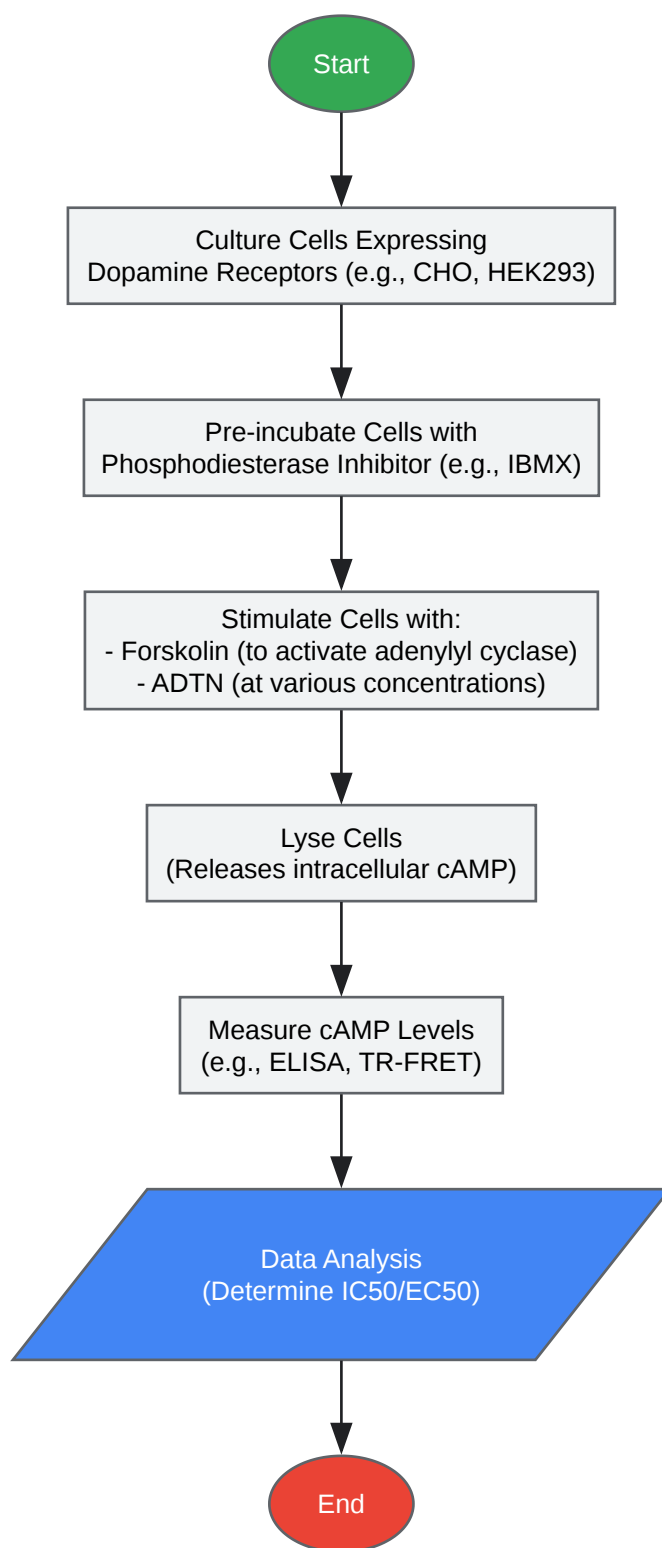 Start
Culture Cells Expressing
Dopamine Receptors (e.g., CHO, HEK293)
Pre-incubate Cells with
Phosphodiesterase Inhibitor (e.g., IBMX)
Stimulate Cells with:
- Forskolin (to activate adenylyl cyclase)
- ADTN (at various concentrations)
Lyse Cells
(Releases intracellular cAMP)
Measure cAMP Levels
(e.g., ELISA, TR-FRET)
Data Analysis
(Determine IC50/EC50)
End